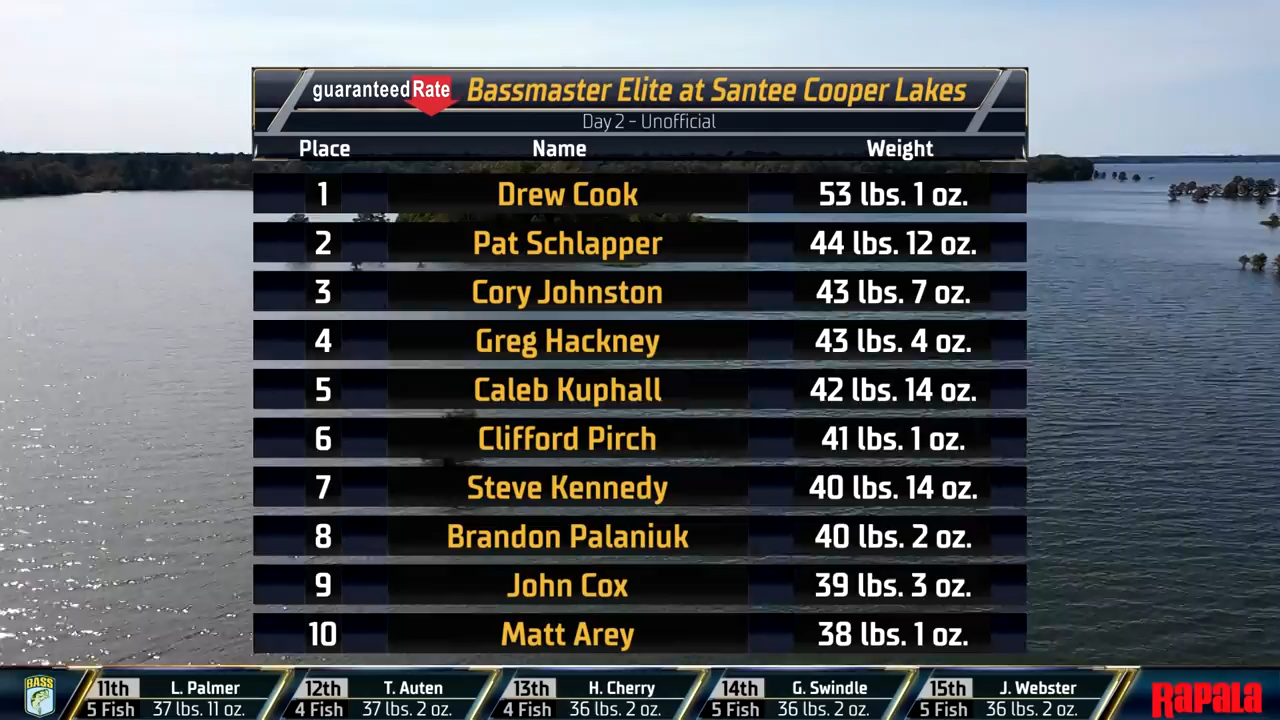 guaranteed Rate Bassmaster Elite at Santee Cooper Lakes
Day 2 - Unofficial
Place Name Weight
1 Drew Cook 53 lbs. 1 oz.
2 Pat Schlapper 44 lbs. 12 oz.
3 Cory Johnston 43 lbs. 7 oz.
4 Greg Hackney 43 lbs. 4 oz.
5 Caleb Kuphall 42 lbs. 14 oz.
6 Clifford Pirch 41 lbs. 1 oz.
7 Steve Kennedy 40 lbs. 14 oz.
8 Brandon Palaniuk 40 lbs. 2 oz.
9 John Cox 39 lbs. 3 oz.
10 Matt Arey 38 lbs. 1 oz.
BASS
11th L. Palmer
5 Fish 37 lbs. 11 oz.
12th T. Auten
4 Fish 37 lbs. 2 oz.
13th H. Cherry
4 Fish 36 lbs. 2 oz.
14th G. Swindle
5 Fish 36 lbs. 2 oz.
15th J. Webster
5 Fish 36 lbs. 2 oz.
RAPALA